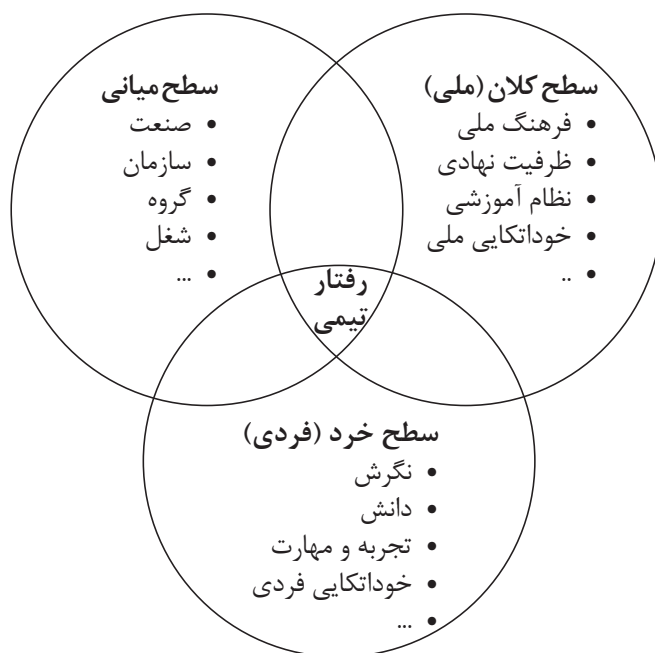 سطح کلان (ملی)
• فرهنگ ملی
• ظرفیت نهادی
• نظام آموزشی
• خوداتکایی ملی
• ..
سطح میانی
• صنعت
• سازمان
• گروه
• شغل
• ...
رفتار
تیمی
سطح خرد (فردی)
• نگرش
• دانش
• تجربه و مهارت
• خوداتکایی فردی
• ...